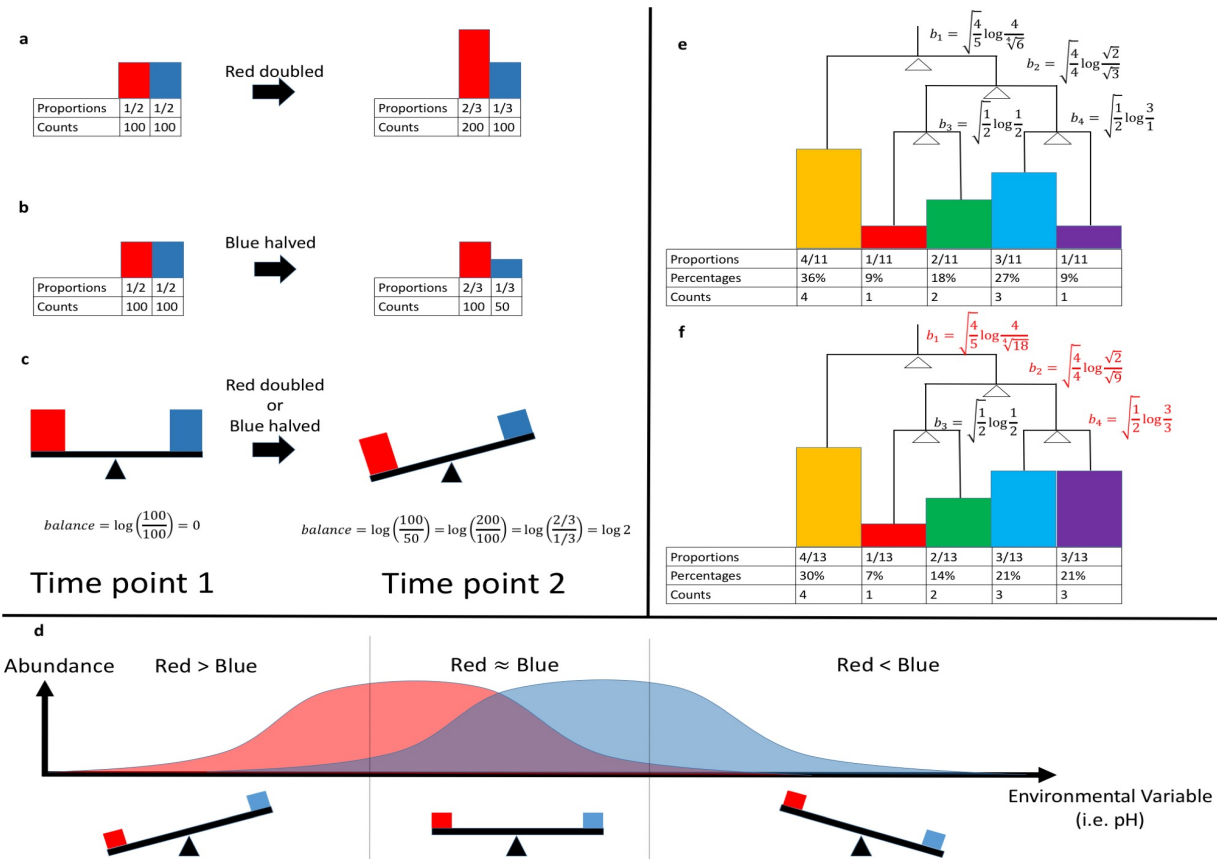 a
Red doubled
Proportions 1/2 1/2
Counts 100 100
Proportions 2/3 1/3
Counts 200 100
b
Blue halved
Proportions 1/2 1/2
Counts 100 100
Proportions 2/3 1/3
Counts 100 50
c
Red doubled
or
Blue halved
balance = log(100/100) = 0
balance = log(100/50) = log(200/100) = log((2/3)/(1/3)) = log 2
Time point 1
Time point 2
e
b₁ = √(4/5) log 4/∜6
b₂ = √(4/4) log √2/√3
b₃ = √(1/2) log 1/2
b₄ = √(1/2) log 3/1
Proportions 4/11 1/11 2/11 3/11 1/11
Percentages 36% 9% 18% 27% 9%
Counts 4 1 2 3 1
f
b₁ = √(4/5) log 4/∜18
b₂ = √(4/4) log √2/√9
b₃ = √(1/2) log 1/2
b₄ = √(1/2) log 3/3
Proportions 4/13 1/13 2/13 3/13 3/13
Percentages 30% 7% 14% 21% 21%
Counts 4 1 2 3 3
d
Abundance
Red > Blue
Red ≈ Blue
Red < Blue
Environmental Variable
(i.e. pH)